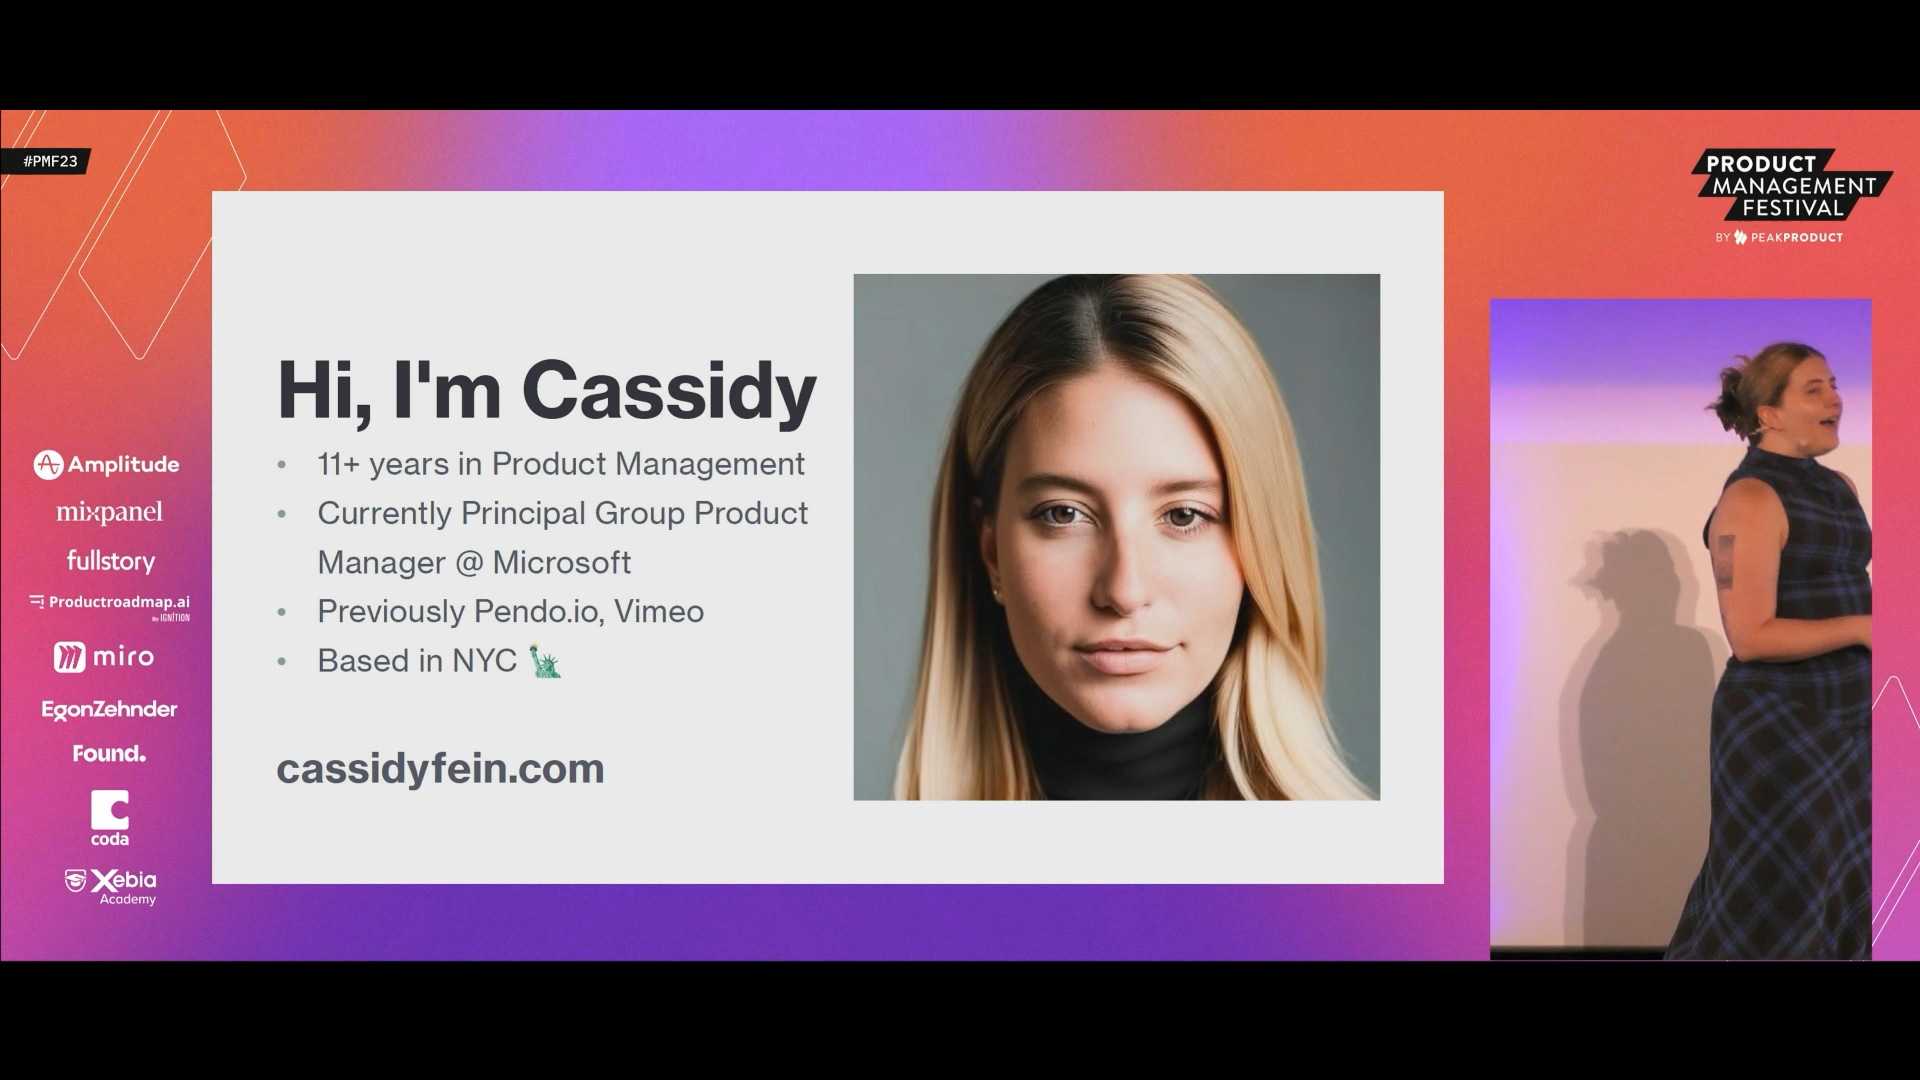 #PMF23
PRODUCT
MANAGEMENT
FESTIVAL
BY PEAKPRODUCT
Hi, I'm Cassidy
• 11+ years in Product Management
• Currently Principal Group Product
Manager @ Microsoft
• Previously Pendo.io, Vimeo
• Based in NYC 🗽
cassidyfein.com
Amplitude
mixpanel
fullstory
Productroadmap.ai
By IGNITION
miro
EgonZehnder
Found.
coda
Xebia
Academy